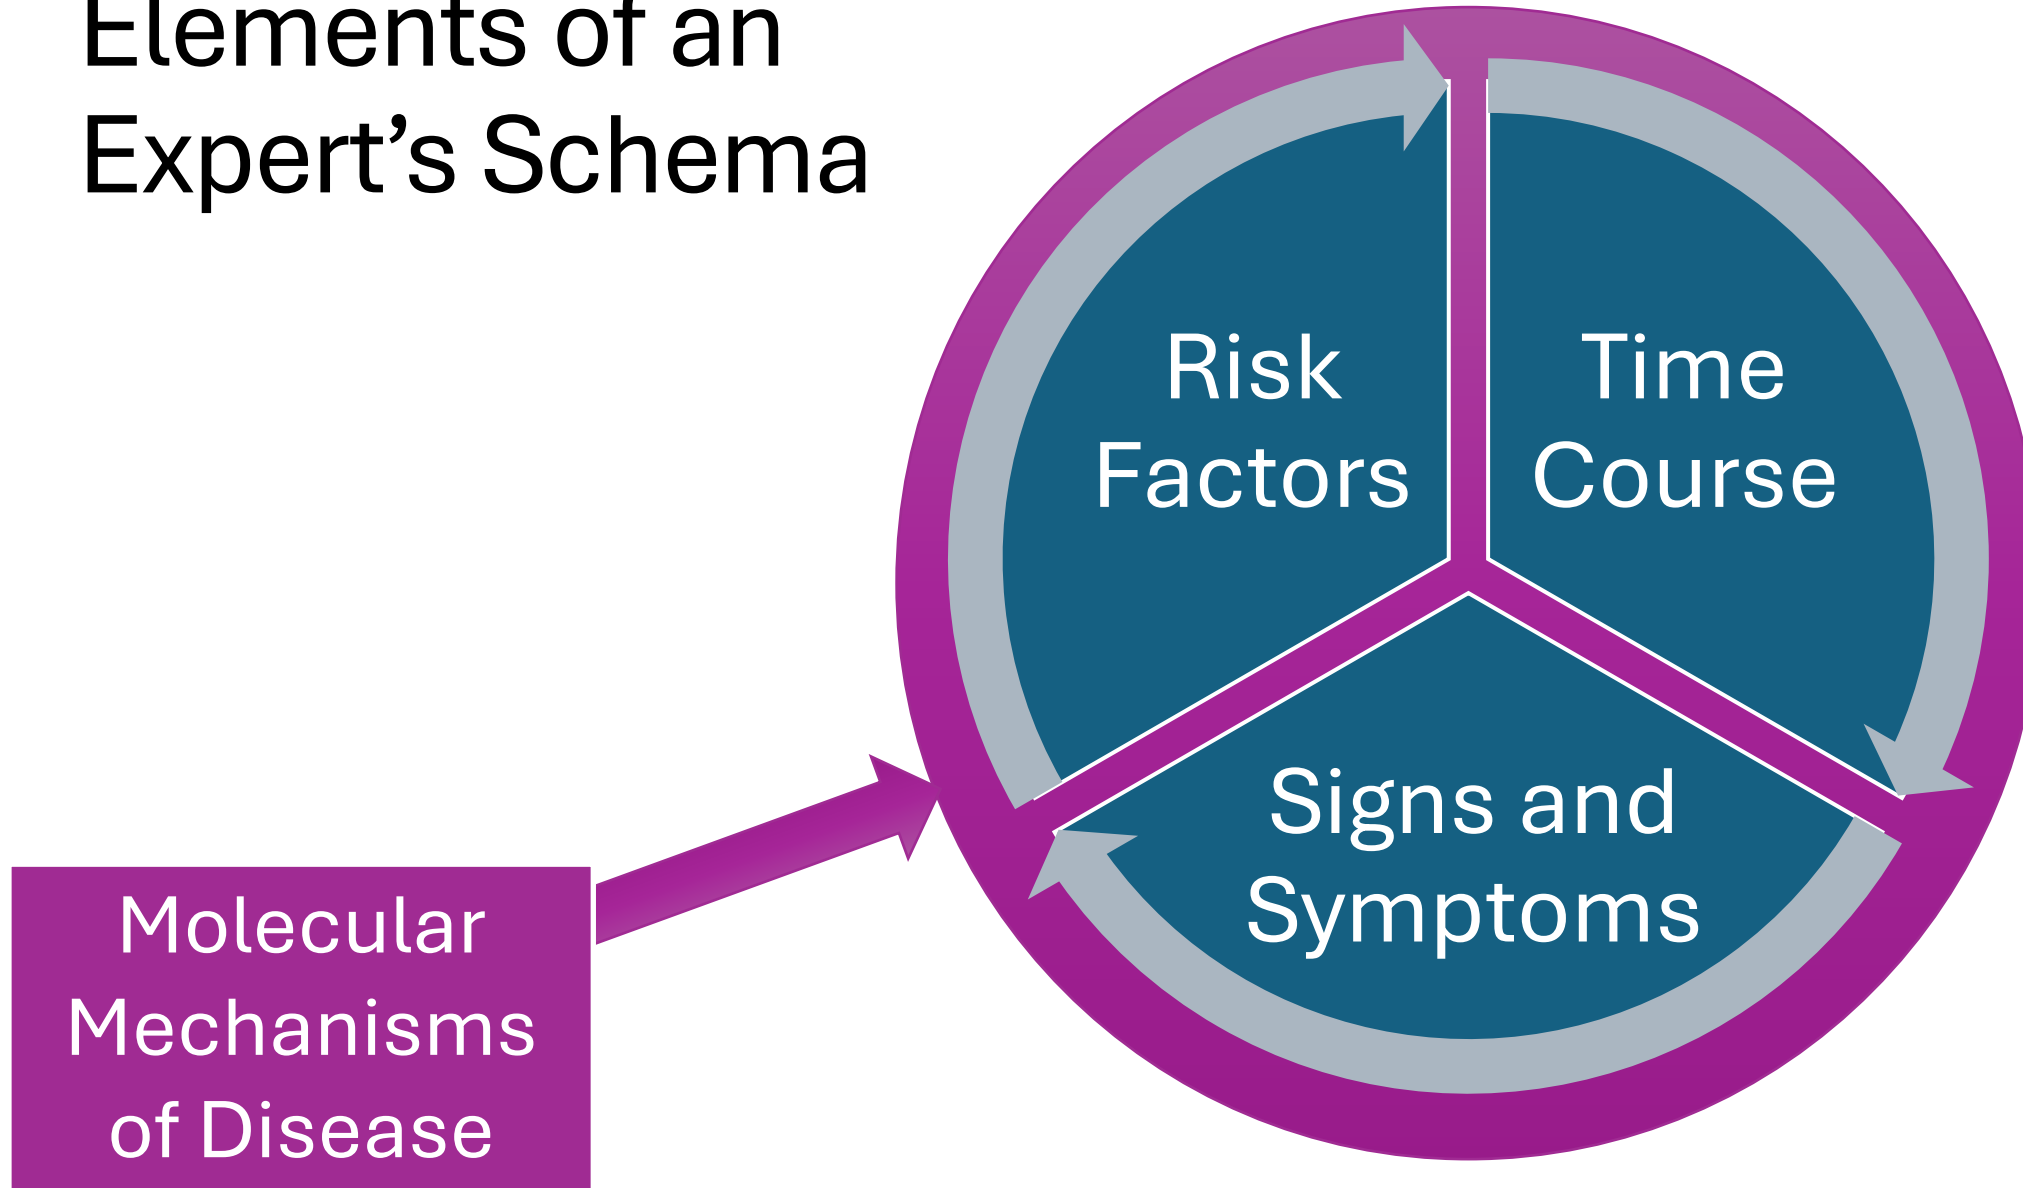 Elements of an
Expert’s Schema
Risk
Factors
Time
Course
Signs and
Symptoms
Molecular
Mechanisms
of Disease